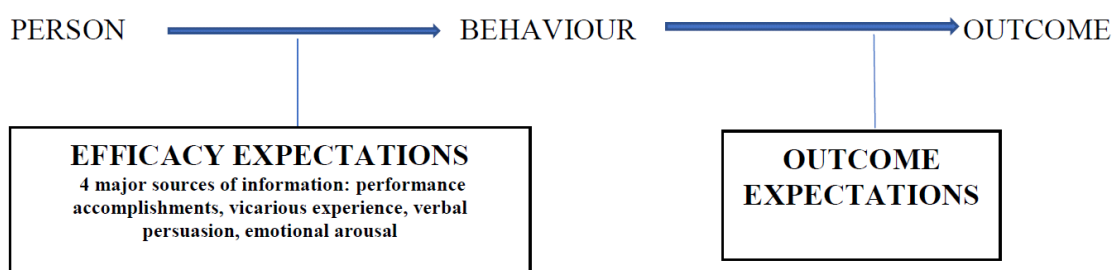 PERSON BEHAVIOUR OUTCOME
EFFICACY EXPECTATIONS
4 major sources of information: performance
accomplishments, vicarious experience, verbal
persuasion, emotional arousal
OUTCOME
EXPECTATIONS